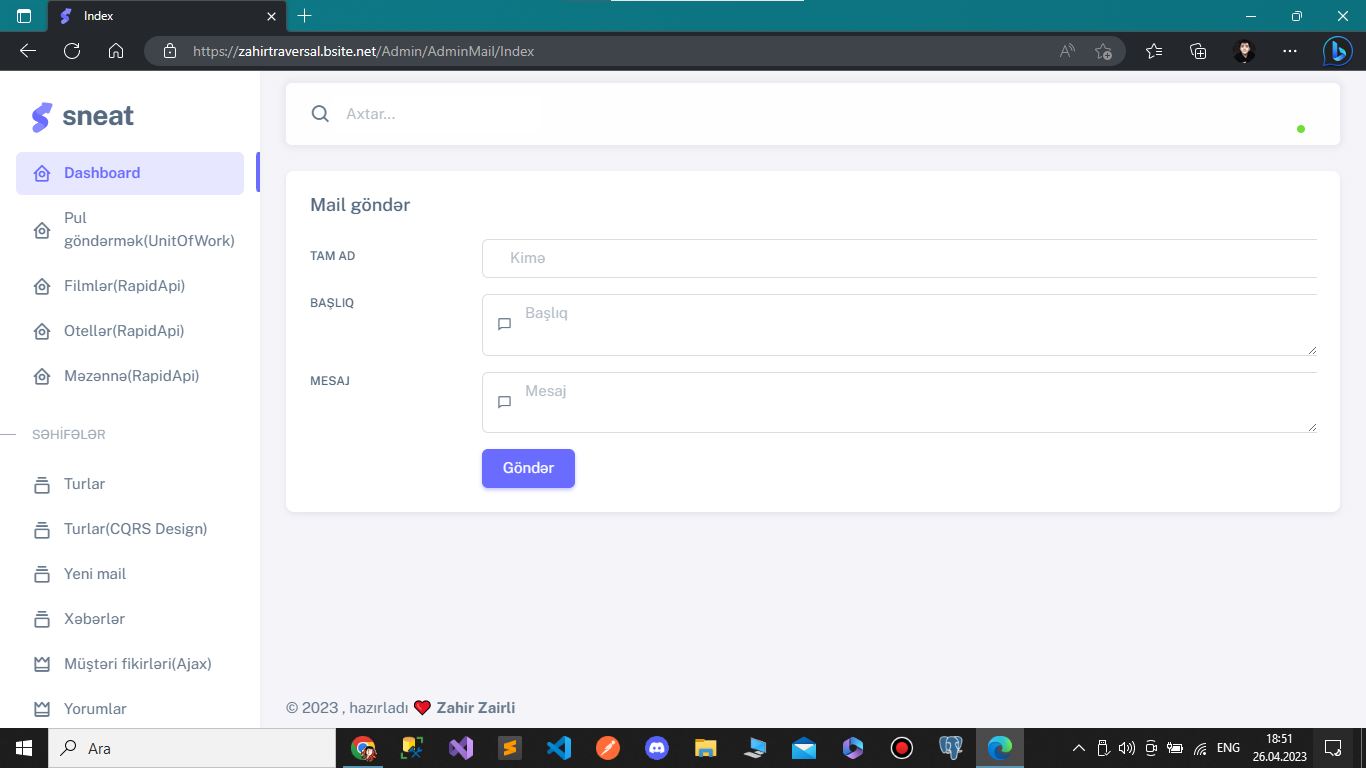 Index
https://zahirtraversal.bsite.net/Admin/AdminMail/Index
sneat
Dashboard
Pul
göndərmək(UnitOfWork)
Filmlər(RapidApi)
Otellər(RapidApi)
Məzənnə(RapidApi)
SƏHİFƏLƏR
Turlar
Turlar(CQRS Design)
Yeni mail
Xəbərlər
Müştəri fikirləri(Ajax)
Yorumlar
Axtar...
Mail göndər
TAM AD
Kimə
BAŞLIQ
Başlıq
MESAJ
Mesaj
Göndər
© 2023 , hazırladı ❤️ Zahir Zairli
Ara
ENG
18:51
26.04.2023